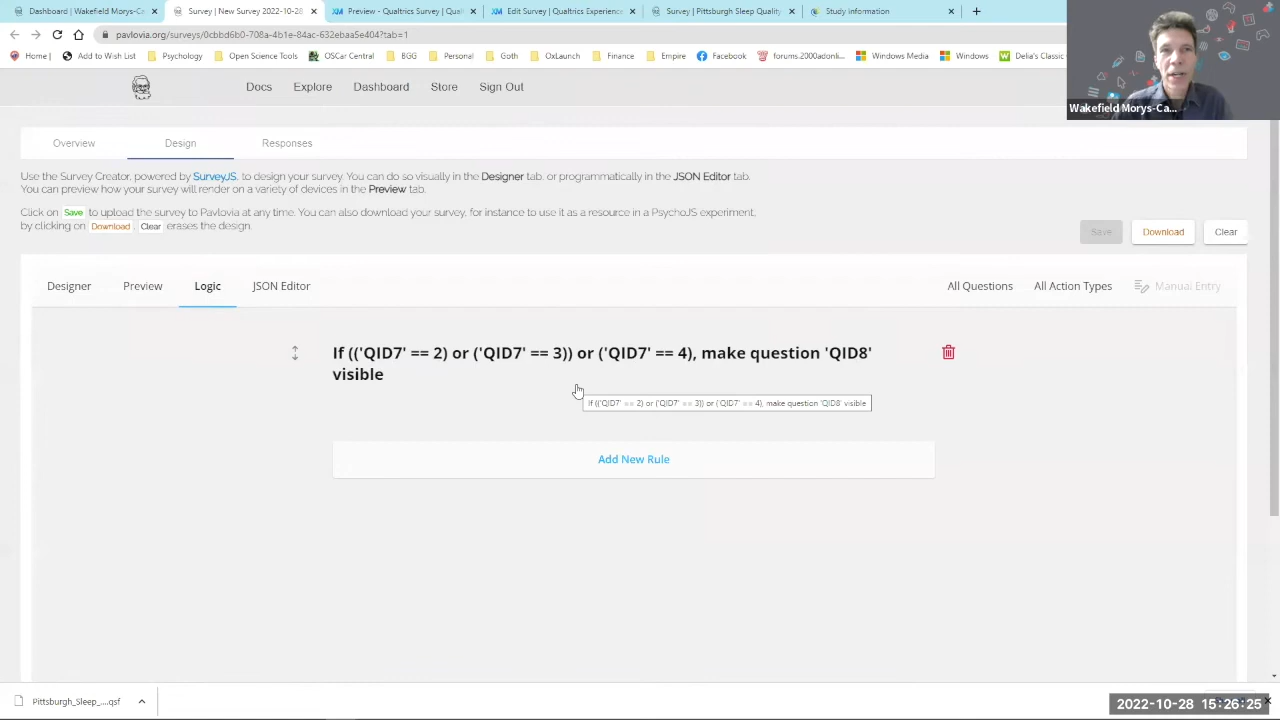 Dashboard | Wakefield Morys-Ca
Survey | New Survey 2022-10-28
Preview - Qualtrics Survey | Qual
Edit Survey | Qualtrics Experienc
Survey | Pittsburgh Sleep Quality
Study information
pavlovia.org/surveys/0cbbd6b0-708a-4b1e-84ac-632ebaa5e404?tab=1
Home |
Add to Wish List
Psychology
Open Science Tools
OSCar Central
BGG
Personal
Goth
OxLaunch
Finance
Empire
Facebook
forums.2000adonli...
Windows Media
Windows
Delia's Classic
Wakefield Morys-Ca...
Docs
Explore
Dashboard
Store
Sign Out
Overview
Design
Responses
Use the Survey Creator, powered by SurveyJS, to design your survey. You can do so visually in the Designer tab. or programmatically in the JSON Editor tab.
You can preview how your survey will render on a variety of devices in the Preview tab.
Click on Save to upload the survey to Pavlovia at any time. You can also download your survey, for instance to use it as a resource in a PsychoJS experiment,
by clicking on Download. Clear erases the design.
Save
Download
Clear
Designer
Preview
Logic
JSON Editor
All Questions
All Action Types
Manual Entry
If (('QID7' == 2) or ('QID7' == 3)) or ('QID7' == 4), make question 'QID8'
visible
If (('QID7' == 2) or ('QID7' == 3)) or ('QID7' == 4), make question 'QID8' visible
Add New Rule
Pittsburgh_Sleep_....qsf
2022-10-28 15:26:25